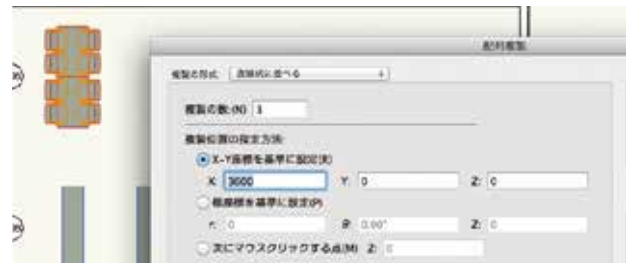 配列複製
複製の形式: 直線状に並べる
複製の数:(N) 1
複製位置の指定方法:
X-Y座標を基準に設定(X)
X: 3000 Y: 0 Z: 0
極座標を基準に設定(P)
r: 0 θ: 0.00° Z: 0
次にマウスクリックする点(M) Z: 0